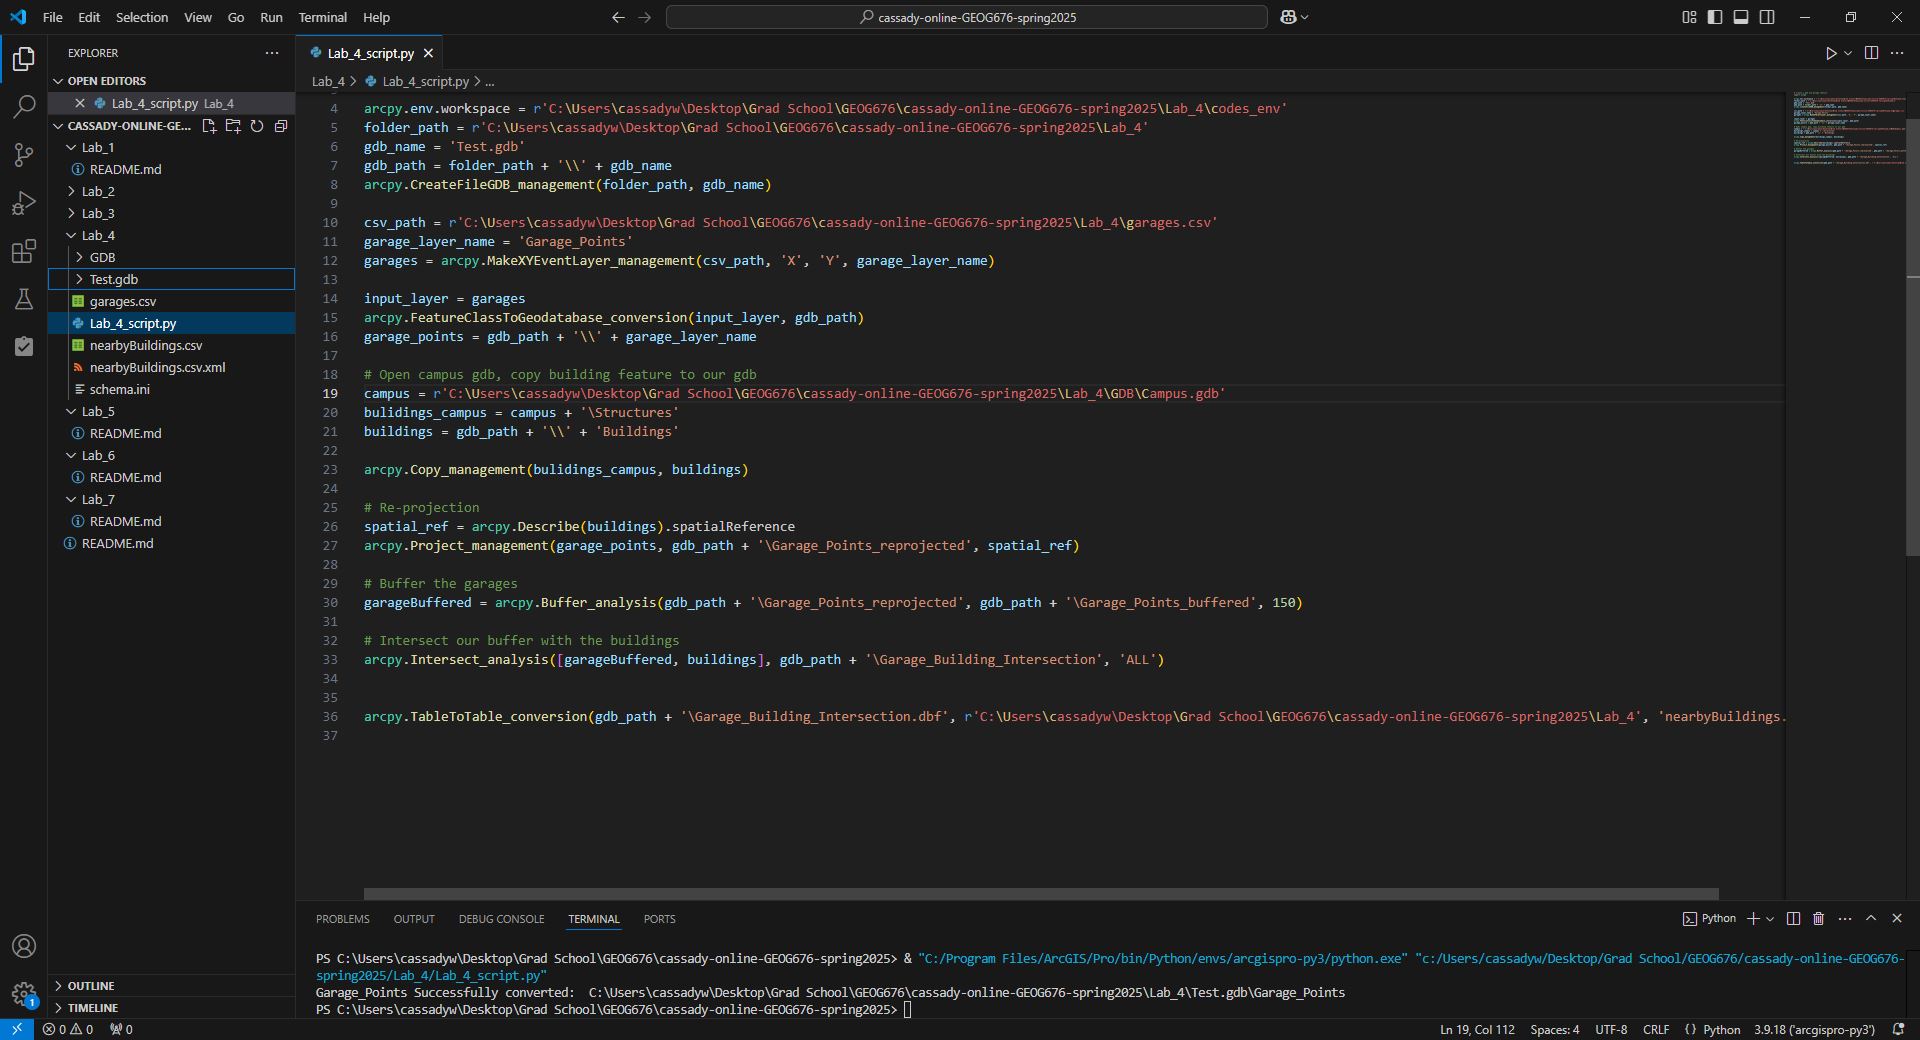 File Edit Selection View Go Run Terminal Help
cassady-online-GEOG676-spring2025
EXPLORER
OPEN EDITORS
Lab_4_script.py Lab_4
CASSADY-ONLINE-GE...
Lab_1
README.md
Lab_2
Lab_3
Lab_4
GDB
Test.gdb
garages.csv
Lab_4_script.py
nearbyBuildings.csv
nearbyBuildings.csv.xml
schema.ini
Lab_5
README.md
Lab_6
README.md
Lab_7
README.md
README.md
OUTLINE
TIMELINE
1
Lab_4_script.py
Lab_4 > Lab_4_script.py > ...
4 arcpy.env.workspace = r'C:\Users\cassadyw\Desktop\Grad School\GEOG676\cassady-online-GEOG676-spring2025\Lab_4\codes_env'
5 folder_path = r'C:\Users\cassadyw\Desktop\Grad School\GEOG676\cassady-online-GEOG676-spring2025\Lab_4'
6 gdb_name = 'Test.gdb'
7 gdb_path = folder_path + '\\' + gdb_name
8 arcpy.CreateFileGDB_management(folder_path, gdb_name)
9
10 csv_path = r'C:\Users\cassadyw\Desktop\Grad School\GEOG676\cassady-online-GEOG676-spring2025\Lab_4\garages.csv'
11 garage_layer_name = 'Garage_Points'
12 garages = arcpy.MakeXYEventLayer_management(csv_path, 'X', 'Y', garage_layer_name)
13
14 input_layer = garages
15 arcpy.FeatureClassToGeodatabase_conversion(input_layer, gdb_path)
16 garage_points = gdb_path + '\\' + garage_layer_name
17
18 # Open campus gdb, copy building feature to our gdb
19 campus = r'C:\Users\cassadyw\Desktop\Grad School\GEOG676\cassady-online-GEOG676-spring2025\Lab_4\GDB\Campus.gdb'
20 bulidings_campus = campus + '\Structures'
21 buildings = gdb_path + '\\' + 'Buildings'
22
23 arcpy.Copy_management(bulidings_campus, buildings)
24
25 # Re-projection
26 spatial_ref = arcpy.Describe(buildings).spatialReference
27 arcpy.Project_management(garage_points, gdb_path + '\Garage_Points_reprojected', spatial_ref)
28
29 # Buffer the garages
30 garageBuffered = arcpy.Buffer_analysis(gdb_path + '\Garage_Points_reprojected', gdb_path + '\Garage_Points_buffered', 150)
31
32 # Intersect our buffer with the buildings
33 arcpy.Intersect_analysis([garageBuffered, buildings], gdb_path + '\Garage_Building_Intersection', 'ALL')
34
35
36 arcpy.TableToTable_conversion(gdb_path + '\Garage_Building_Intersection.dbf', r'C:\Users\cassadyw\Desktop\Grad School\GEOG676\cassady-online-GEOG676-spring2025\Lab_4', 'nearbyBuildings.
37
PROBLEMS OUTPUT DEBUG CONSOLE TERMINAL PORTS
Python
PS C:\Users\cassadyw\Desktop\Grad School\GEOG676\cassady-online-GEOG676-spring2025> & "C:/Program Files/ArcGIS/Pro/bin/Python/envs/arcgispro-py3/python.exe" "c:/Users/cassadyw/Desktop/Grad School/GEOG676/cassady-online-GEOG676-
spring2025/Lab_4/Lab_4_script.py"
Garage_Points Successfully converted:  C:\Users\cassadyw\Desktop\Grad School\GEOG676\cassady-online-GEOG676-spring2025\Lab_4\Test.gdb\Garage_Points
PS C:\Users\cassadyw\Desktop\Grad School\GEOG676\cassady-online-GEOG676-spring2025>
0 0 0
Ln 19, Col 112 Spaces: 4 UTF-8 CRLF {} Python 3.9.18 ('arcgispro-py3')